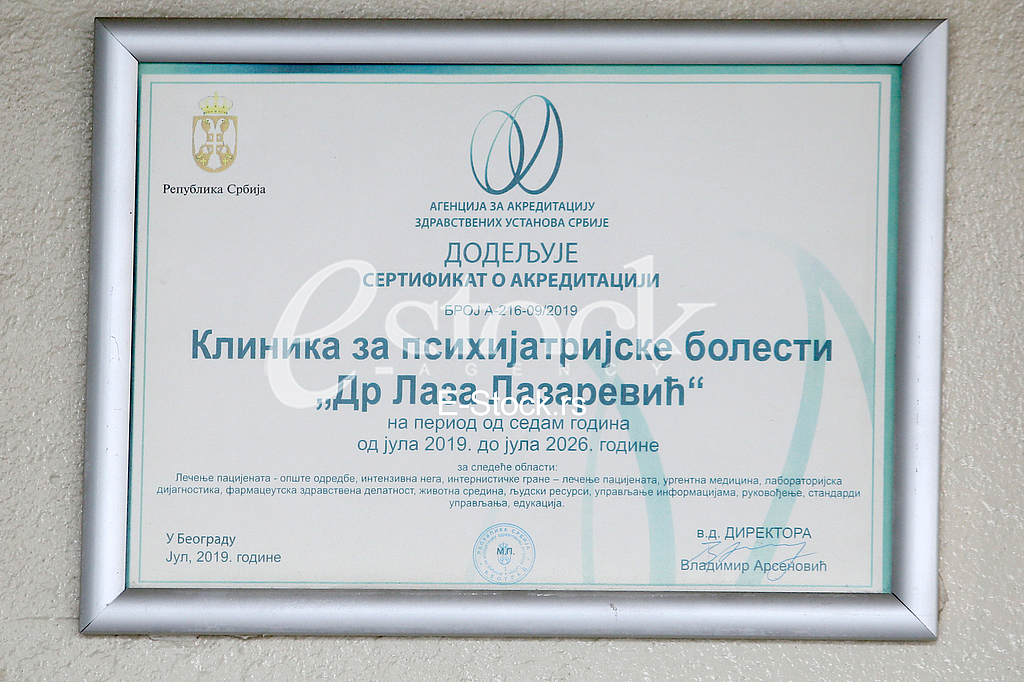 Република Србија
АГЕНЦИЈА ЗА АКРЕДИТАЦИЈУ
ЗДРАВСТВЕНИХ УСТАНОВА СРБИЈЕ
ДОДЕЉУЈЕ
СЕРТИФИКАТ О АКРЕДИТАЦИЈИ
БРОЈ А-216-09/2019
estock
AGENCY
Клиника за психијатријске болести
„Др Лаза Лазаревић“
E-Stock.rs
на период од седам година
од јула 2019. до јула 2026. године
за следеће области:
Лечење пацијената - опште одредбе, интензивна нега, интернистичке гране – лечење пацијената, ургентна медицина, лабораторијска
дијагностика, фармацеутска здравствена делатност, животна средина, људски ресурси, управљање информацијама, руковођење, стандарди
управљања, едукација.
У Београду
Јул, 2019. године
М.П.
в.д. ДИРЕКТОРА
Владимир Арсеновић